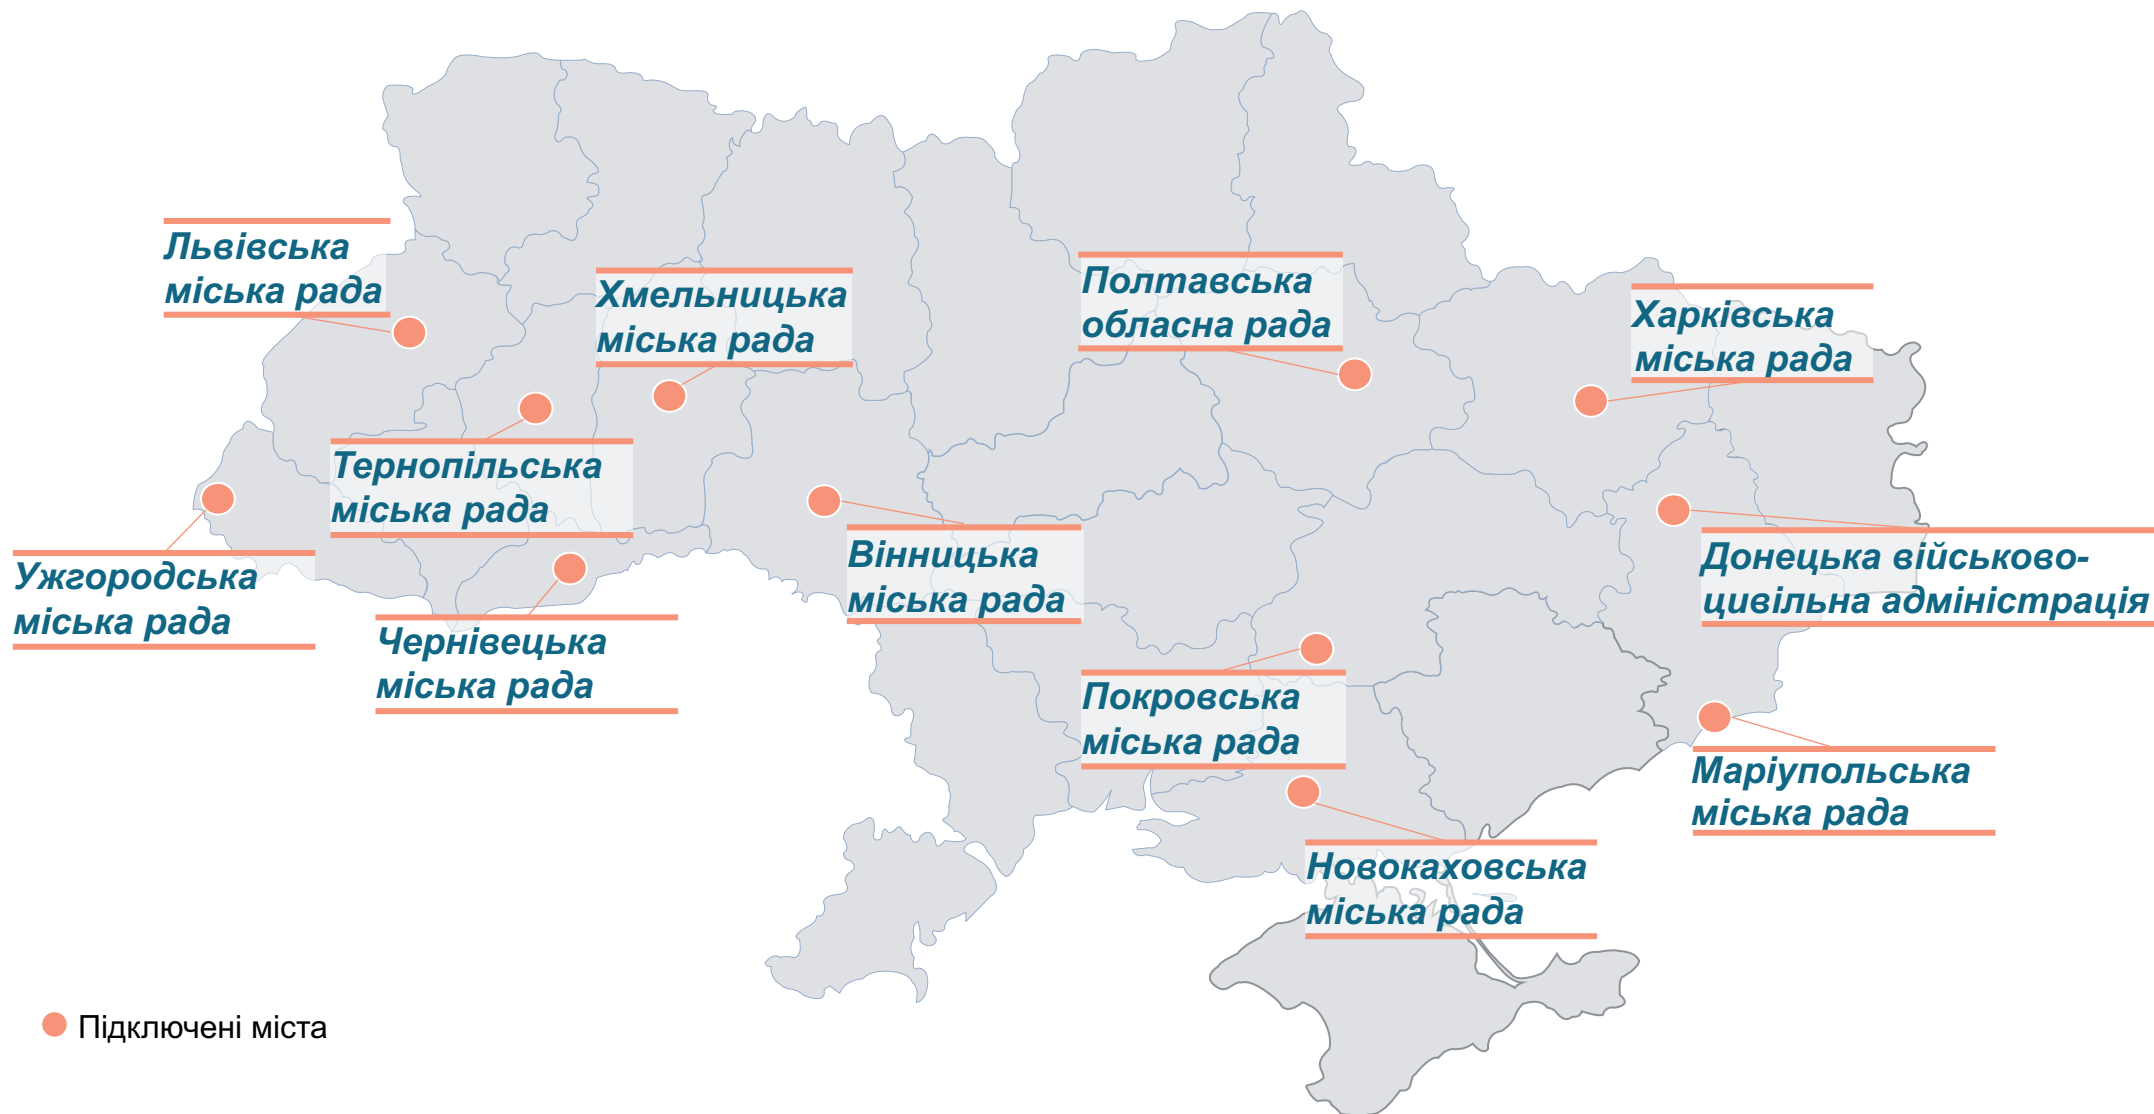 Львівська
міська рада
Хмельницька
міська рада
Полтавська
обласна рада
Харківська
міська рада
Тернопільська
міська рада
Ужгородська
міська рада
Вінницька
міська рада
Донецька військово-
цивільна адміністрація
Чернівецька
міська рада
Покровська
міська рада
Маріупольська
міська рада
Новокаховська
міська рада
Підключені міста